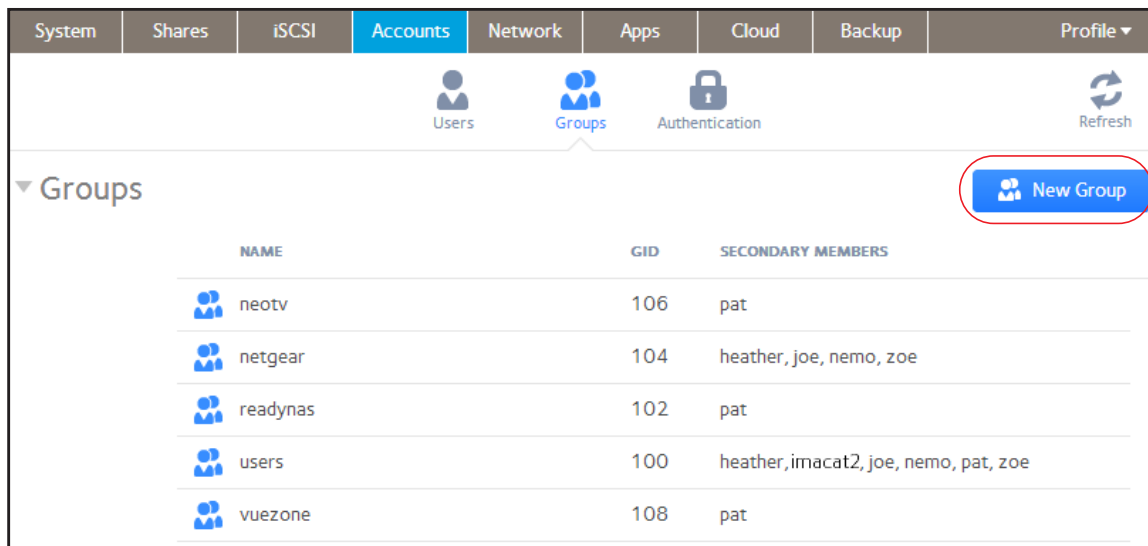 System Shares iSCSI Accounts Network Apps Cloud Backup Profile
Users Groups Authentication Refresh
Groups New Group
NAME GID SECONDARY MEMBERS
neotv 106 pat
netgear 104 heather, joe, nemo, zoe
readynas 102 pat
users 100 heather, imacat2, joe, nemo, pat, zoe
vuezone 108 pat